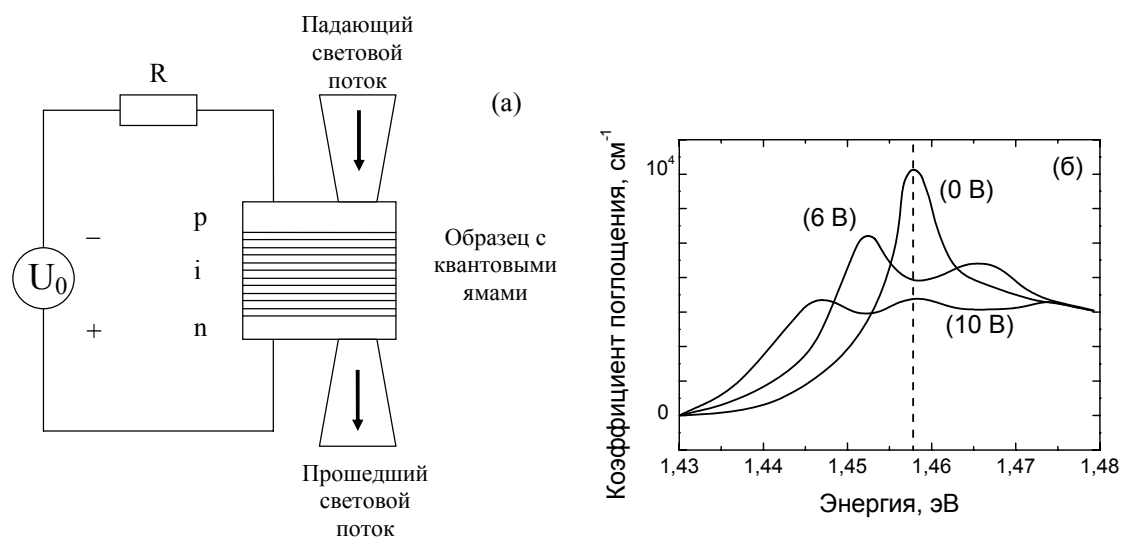 Падающий
световой
поток
R
(а)
p
–
i
U0
+
n
Образец с
квантовыми
ямами
Прошедший
световой
поток
Коэффициент поглощения, см-1
10^4
0
(б)
(0 В)
(6 В)
(10 В)
1,43 1,44 1,45 1,46 1,47 1,48
Энергия, эВ